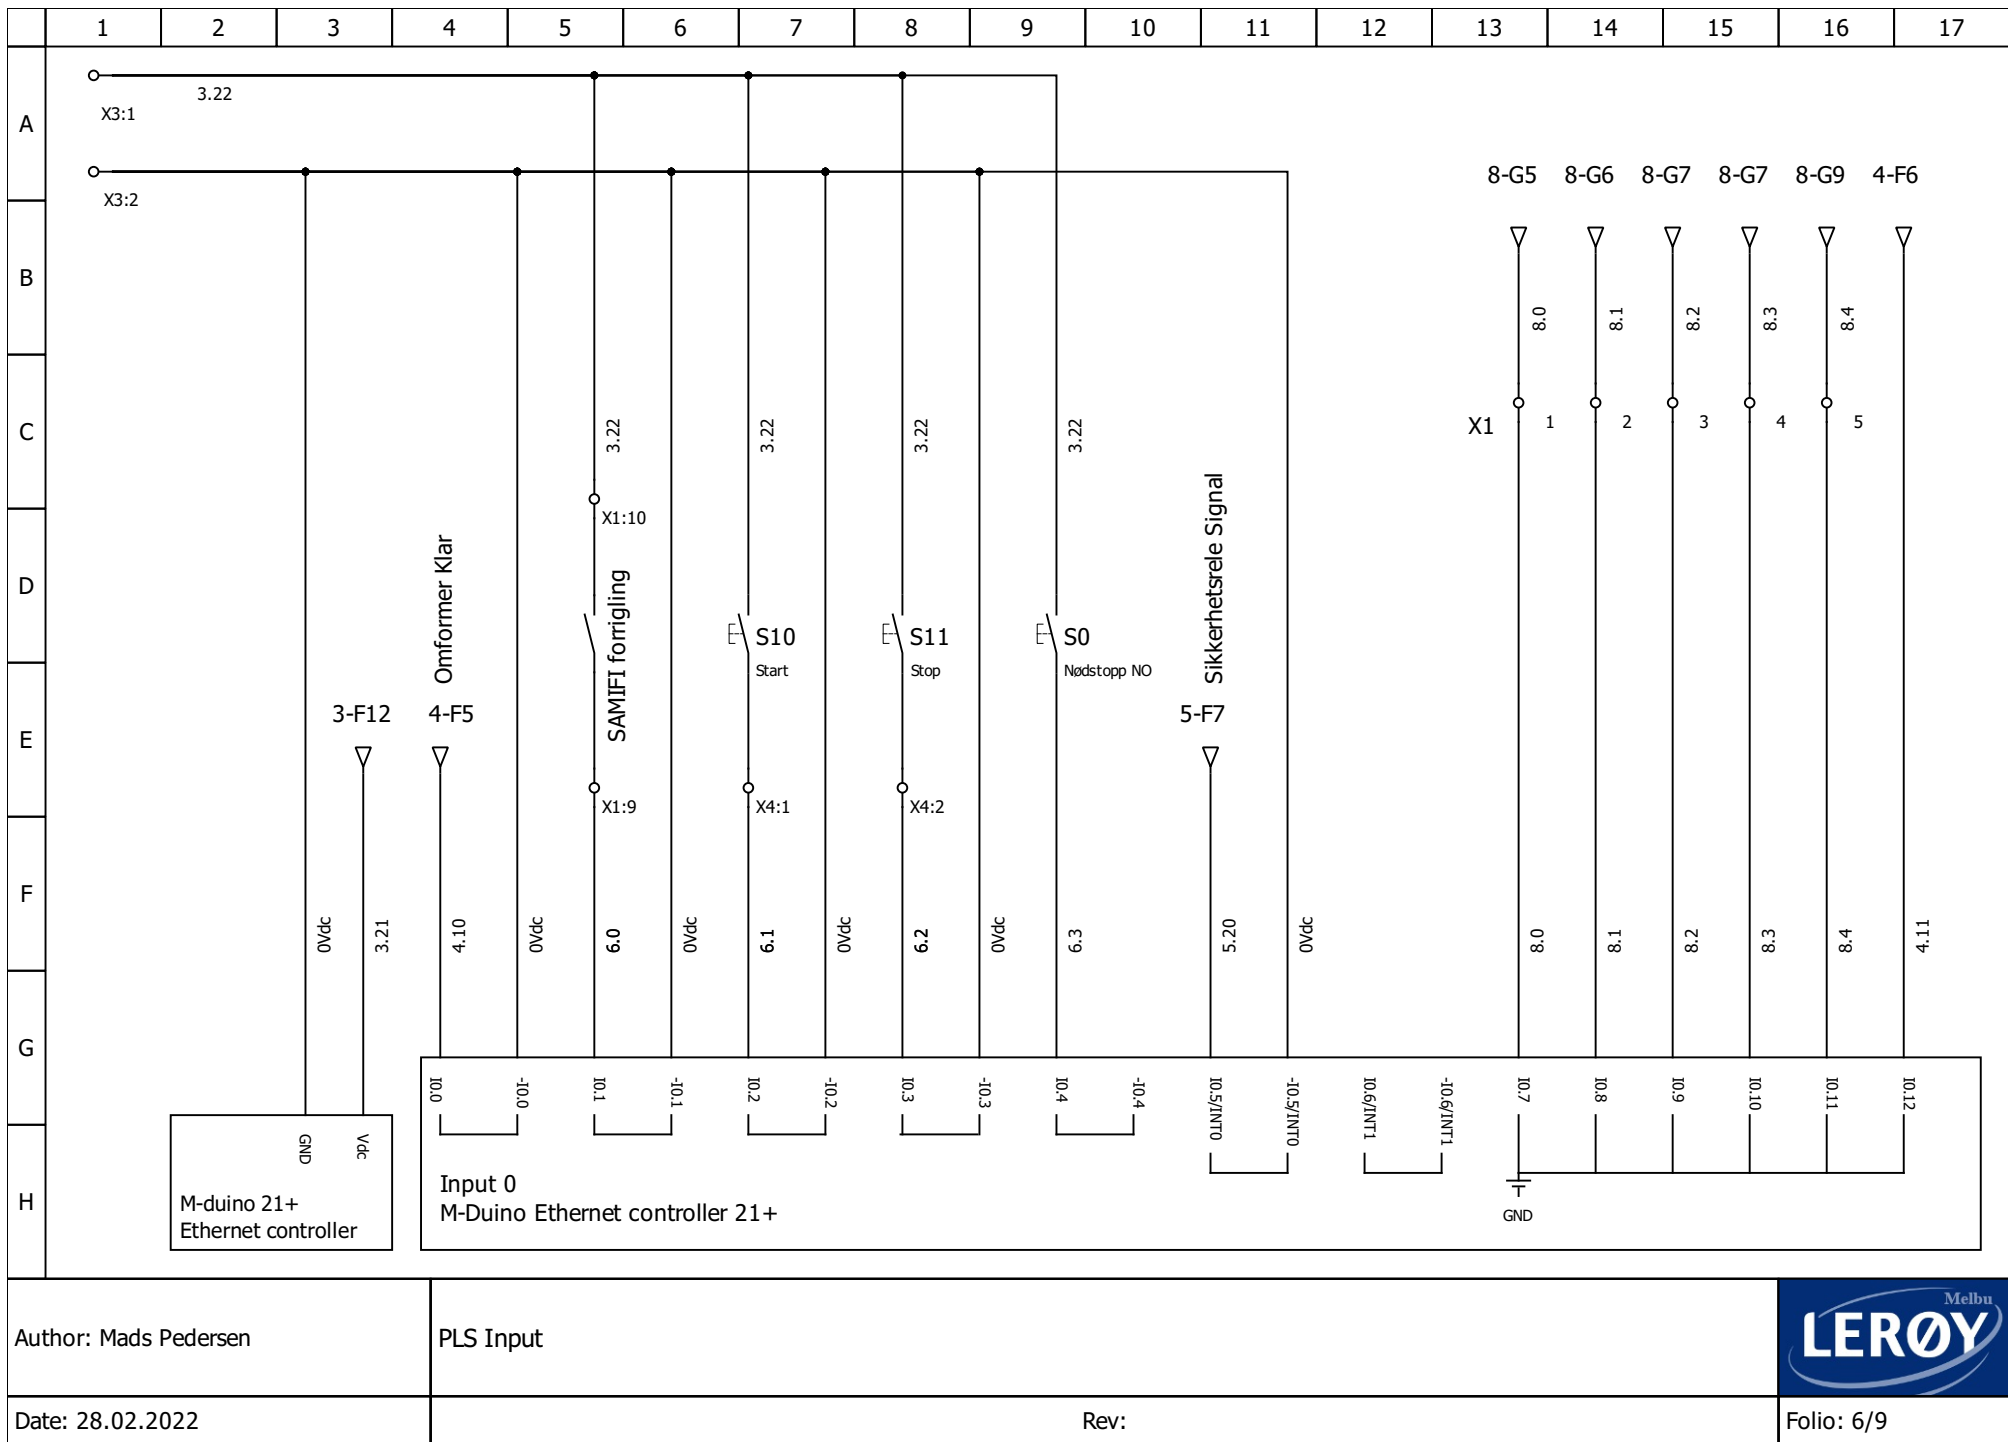 1 2 3 4 5 6 7 8 9 10 11 12 13 14 15 16 17
A
B
C
D
E
F
G
H
X3:1
3.22
X3:2
8-G5 8-G6 8-G7 8-G7 8-G9 4-F6
8.0 8.1 8.2 8.3 8.4
X1 1 2 3 4 5
3.22 3.22 3.22 3.22
X1:10
Omformer Klar
SAMIFI forrigling
Sikkerhetsrele Signal
S10
Start
S11
Stop
S0
Nødstopp NO
3-F12 4-F5 5-F7
X1:9 X4:1 X4:2
0Vdc 3.21 4.10 0Vdc 6.0 0Vdc 6.1 0Vdc 6.2 0Vdc 6.3 5.20 0Vdc 8.0 8.1 8.2 8.3 8.4 4.11
I0.0 -I0.0 I0.1 -I0.1 I0.2 -I0.2 I0.3 -I0.3 I0.4 -I0.4 I0.5/INT0 -I0.5/INT0 I0.6/INT1 -I0.6/INT1 I0.7 I0.8 I0.9 I0.10 I0.11 I0.12
GND Vdc
M-duino 21+
Ethernet controller
Input 0
M-Duino Ethernet controller 21+
GND
Author: Mads Pedersen
PLS Input
Melbu
LERØY
Date: 28.02.2022
Rev:
Folio: 6/9